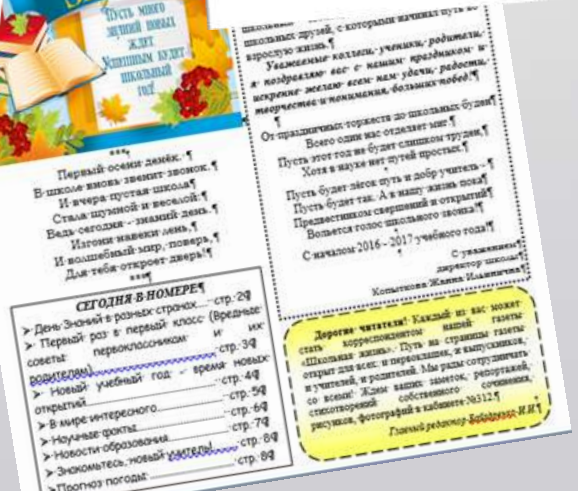 Пусть много
знаний новых
ждет.
Успешным будет
школьный
год!
***¶
Первый осени денёк.¶
В школе вновь звенит звонок.¶
И вчера пустая школа¶
Стала шумной и веселой.¶
Ведь сегодня - знаний день.¶
Изгони навеки лень,¶
И волшебный мир, поверь,¶
Для тебя откроет дверь!¶
***¶
СЕГОДНЯ В НОМЕРЕ¶
День Знаний в разных странах стр. 2¶
Первый раз в первый класс (Вредные
советы первоклассникам и их
родителям) стр. 3¶
Новый учебный год - время новых
открытий стр. 4¶
В мире интересного стр. 5¶
Научные факты стр. 6¶
Новости образования стр. 7¶
Знакомьтесь, новый учитель! стр. 8¶
Прогноз погоды стр. 8¶
школьных друзей, с которыми начинал путь во
взрослую жизнь.¶
Уважаемые коллеги, ученики, родители,
я поздравляю вас с нашим праздником и
искренне желаю всем нам удачи, радости,
творчества и понимания, больших побед!¶
¶
От праздничных торжеств до школьных будней¶
Всего один нас отделяет миг.¶
Пусть этот год не будет слишком труден,¶
Хотя в науке нет путей простых.¶
Пусть будет лёгок путь и добр учитель -¶
Пусть будет так. А в нашу жизнь пока¶
Предвестником свершений и открытий¶
Вольется голос школьного звонка!¶
¶
С началом 2016 - 2017 учебного года!¶
С уважением¶
директор школы¶
Копыткова Жанна Ильинична¶
Дорогие читатели! Каждый из вас может
стать корреспондентом нашей газеты
«Школьная жизнь». Путь на страницы газеты
открыт для всех: и первоклашек, и выпускников,
и учителей, и родителей. Мы рады сотрудничать
со всеми! Ждем ваших заметок, репортажей,
стихотворений собственного сочинения,
рисунков, фотографий в кабинете №312.¶
Главный редактор И.И.¶